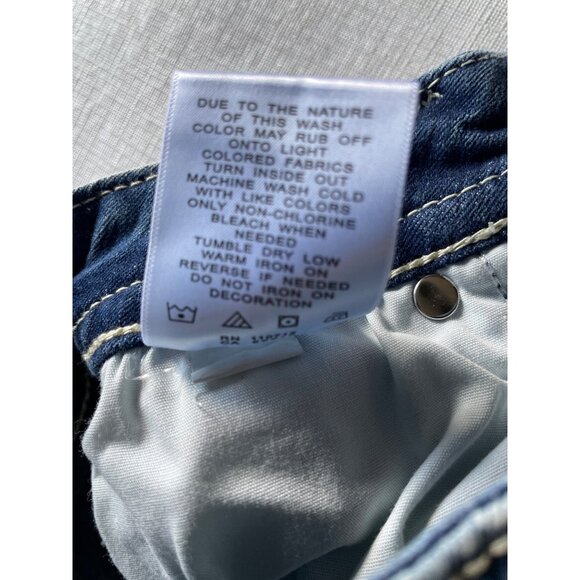 DUE TO THE NATURE
OF THIS WASH
COLOR MAY RUB OFF
ONTO LIGHT
COLORED FABRICS
TURN INSIDE OUT
MACHINE WASH COLD
WITH LIKE COLORS
ONLY NON-CHLORINE
BLEACH WHEN
NEEDED
TUMBLE DRY LOW
WARM IRON ON
REVERSE IF NEEDED
DO NOT IRON ON
DECORATION
RN